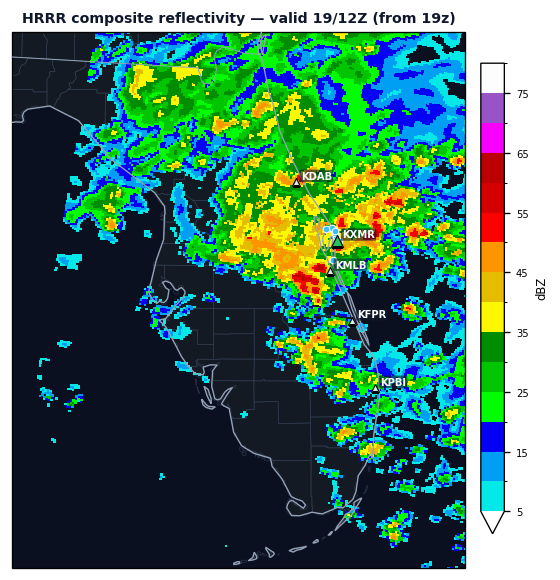 HRRR composite reflectivity — valid 19/12Z (from 19z)
KDAB
KXMR
KMLB
KFPR
KPBI
75
65
55
45
35
25
15
5
dBZ